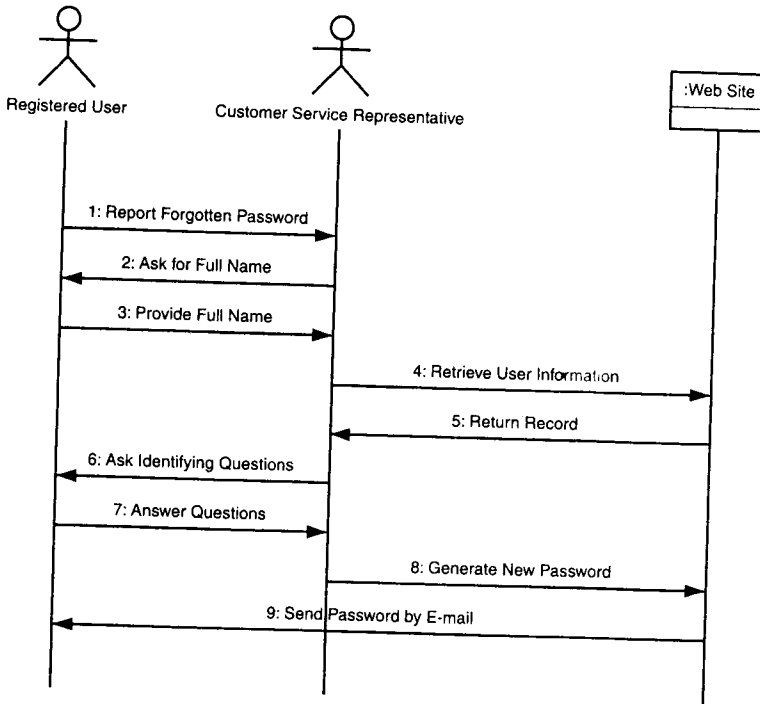 Registered User
Customer Service Representative
:Web Site
1: Report Forgotten Password
2: Ask for Full Name
3: Provide Full Name
4: Retrieve User Information
5: Return Record
6: Ask Identifying Questions
7: Answer Questions
8: Generate New Password
9: Send Password by E-mail